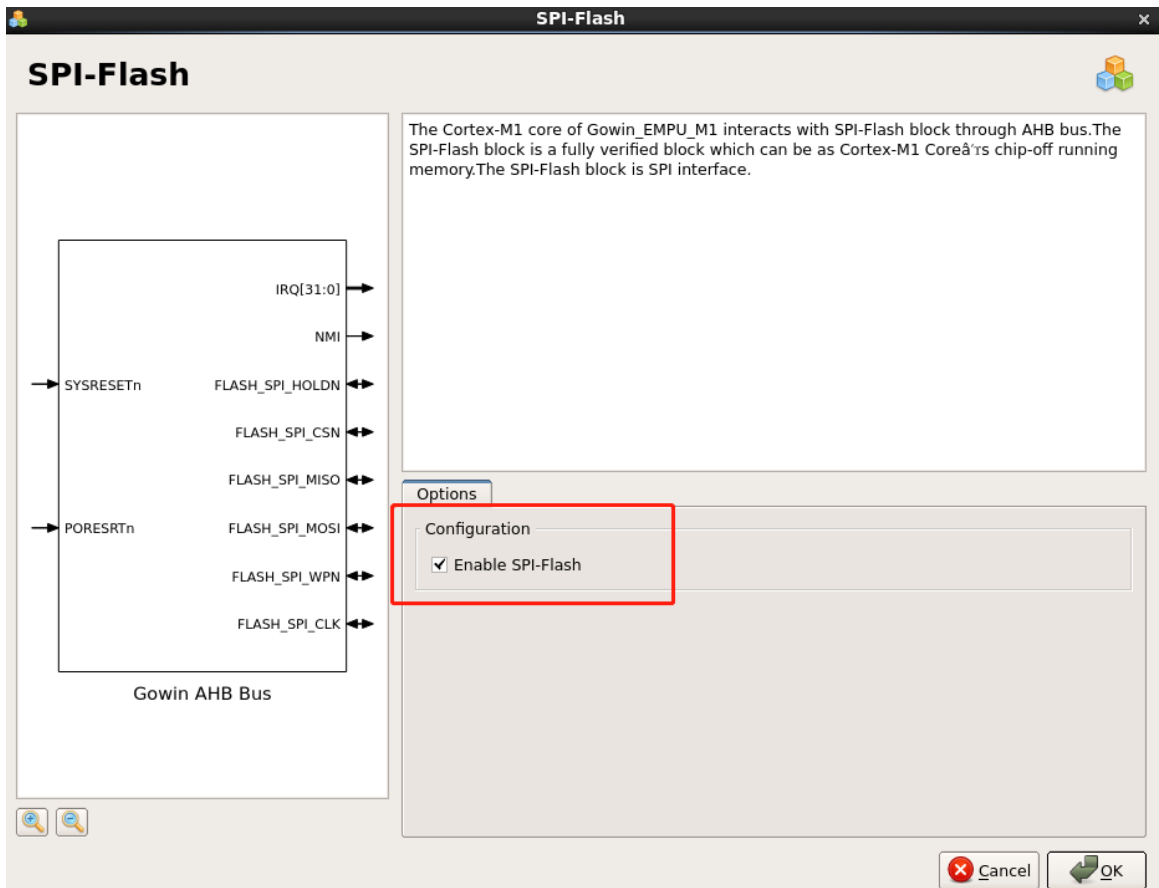 SPI-Flash
SPI-Flash
The Cortex-M1 core of Gowin_EMPU_M1 interacts with SPI-Flash block through AHB bus.The
SPI-Flash block is a fully verified block which can be as Cortex-M1 Coreâ´rs chip-off running
memory.The SPI-Flash block is SPI interface.
IRQ[31:0]
NMI
SYSRESETn
FLASH_SPI_HOLDN
FLASH_SPI_CSN
FLASH_SPI_MISO
PORESRTn
FLASH_SPI_MOSI
FLASH_SPI_WPN
FLASH_SPI_CLK
Gowin AHB Bus
Options
Configuration
Enable SPI-Flash
Cancel
OK